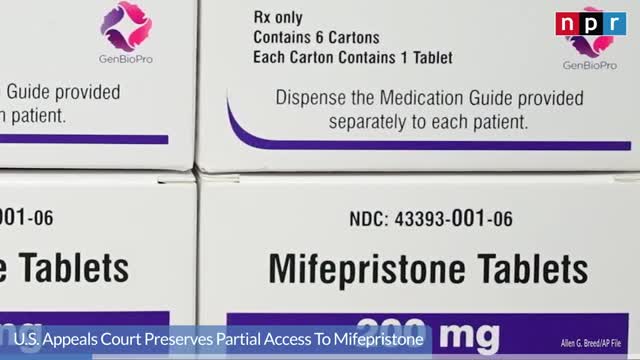 npr
GenBioPro
Guide provided
patient.
Rx only
Contains 6 Cartons
Each Carton Contains 1 Tablet
GenBioPro
Dispense the Medication Guide provided
separately to each patient.
001-06
Tablets
mg
NDC: 43393-001-06
Mifepristone Tablets
200 mg
U.S. Appeals Court Preserves Partial Access To Mifepristone
Allen G. Breed/AP File